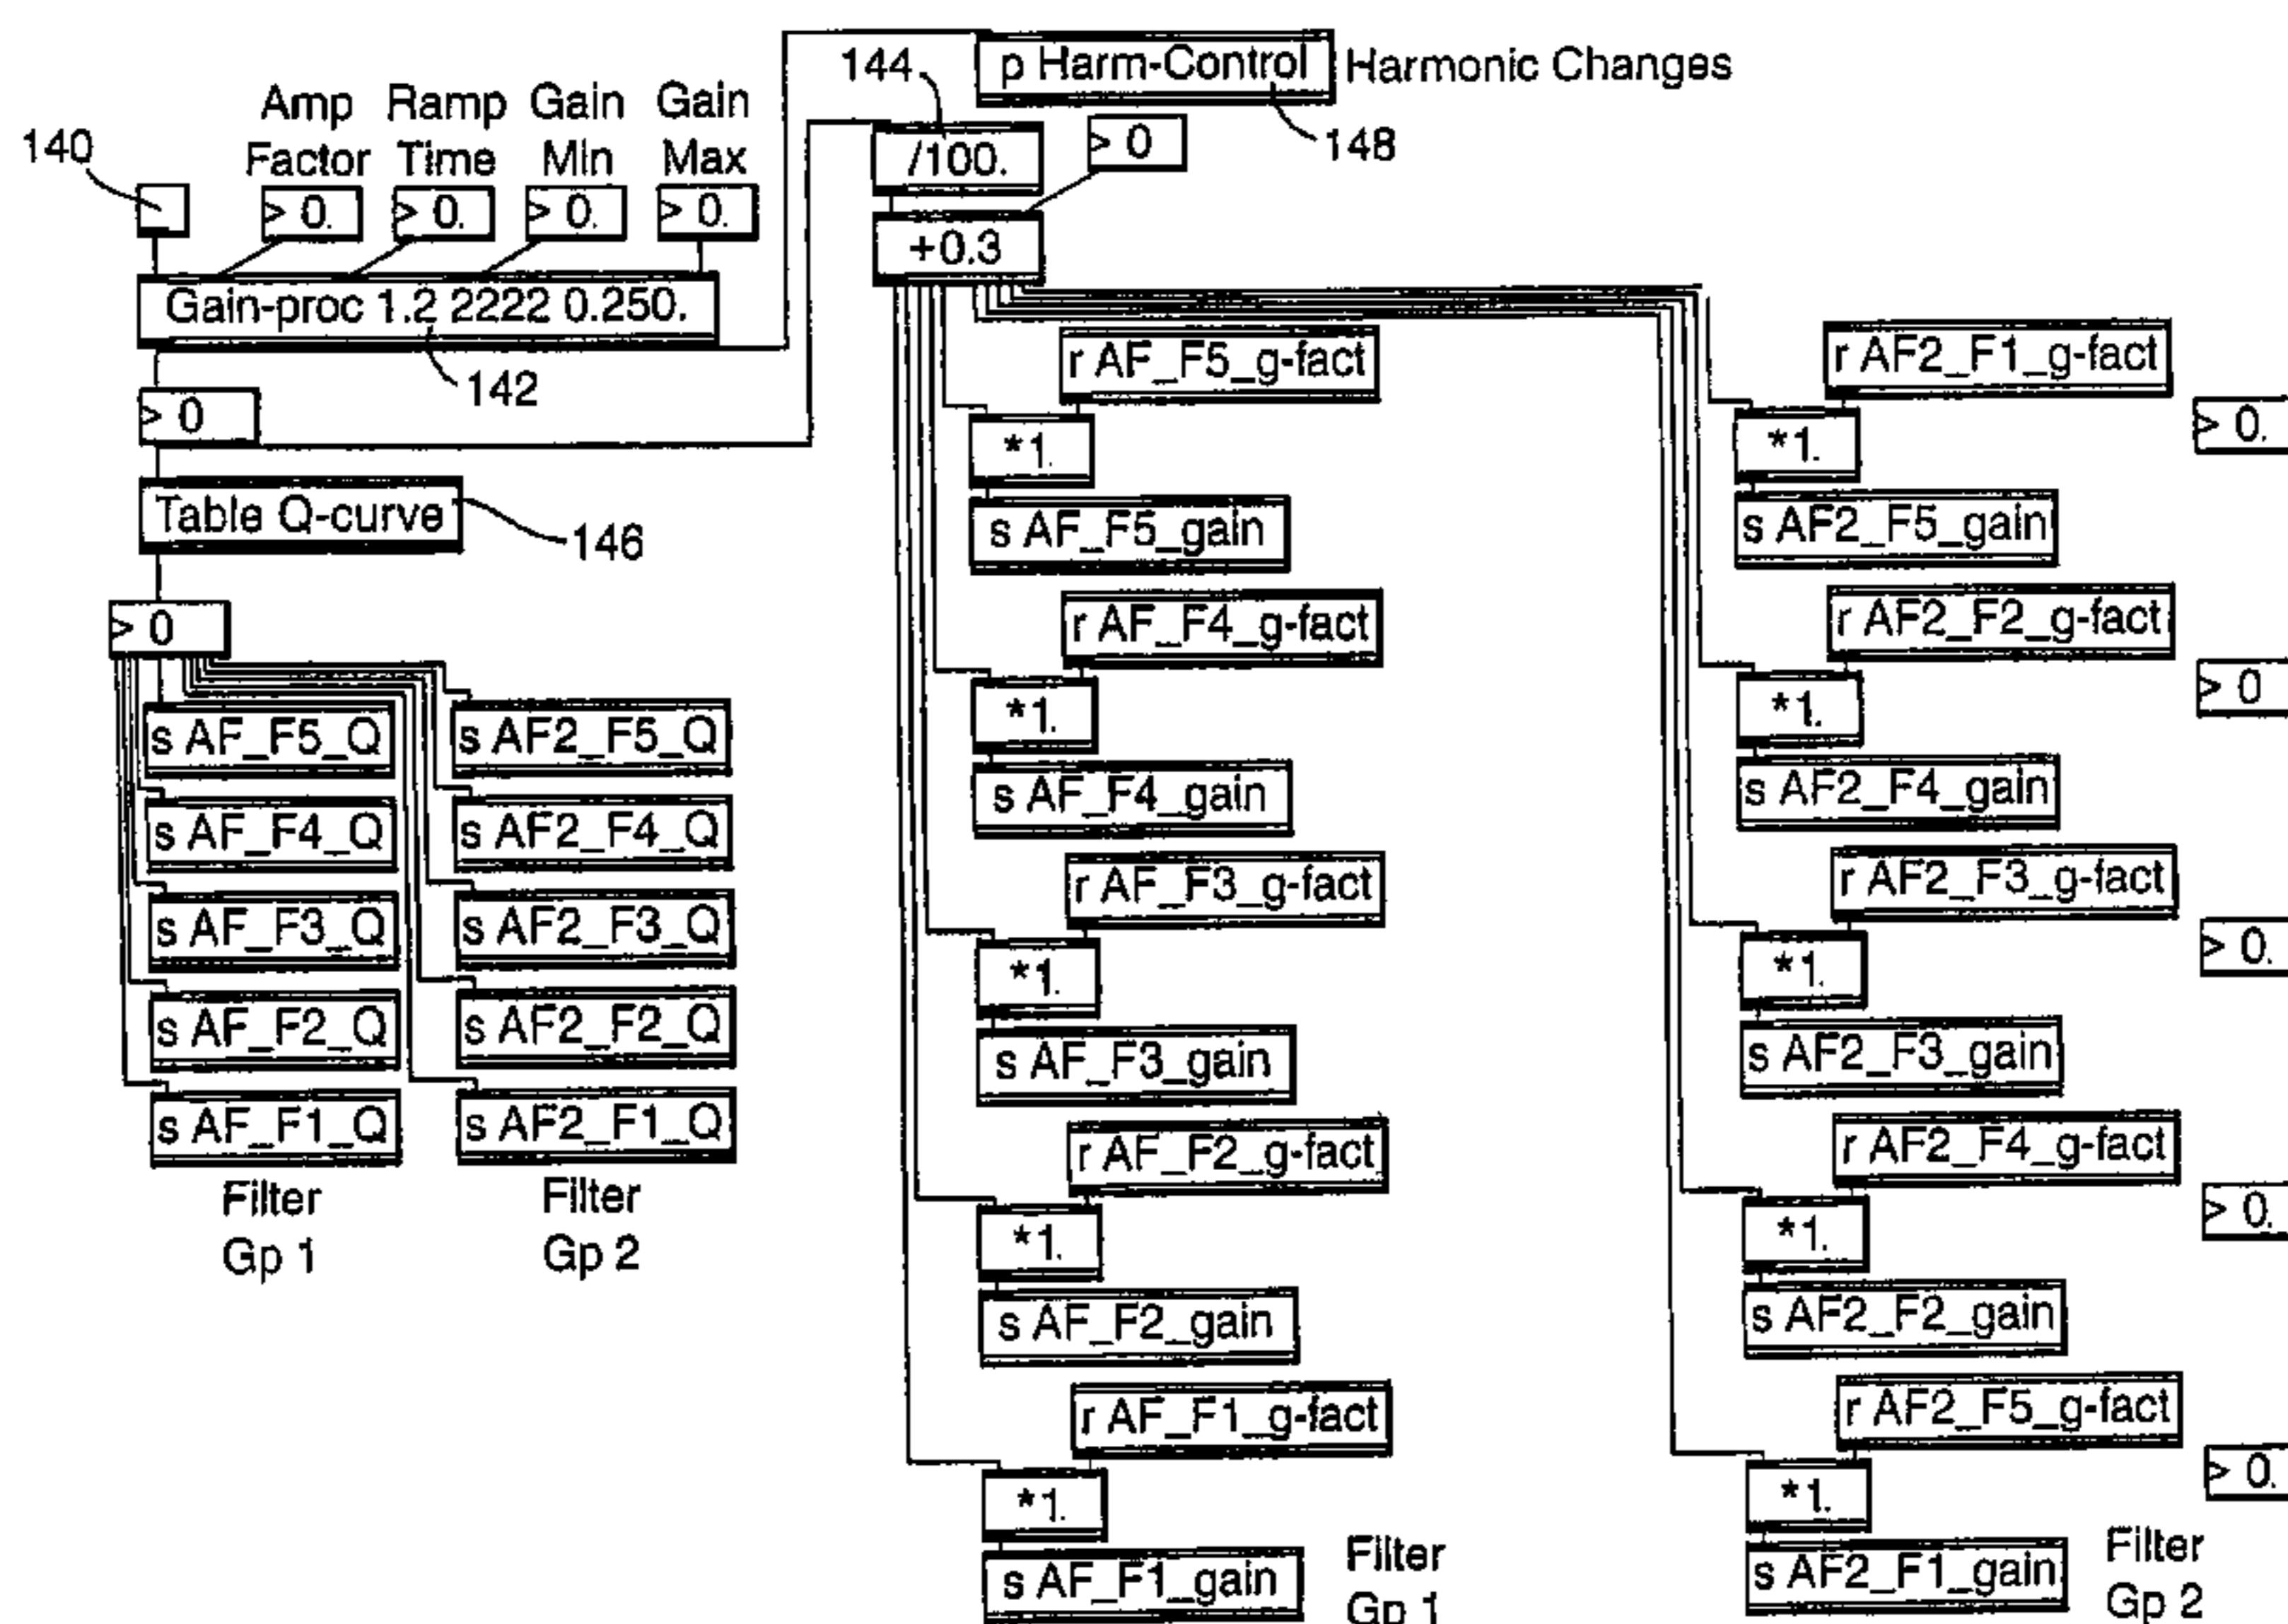 p Harm-Control
Harmonic Changes
148
144
/100.
> 0
+0.3
140
Amp Factor
Ramp Time
Gain Min
Gain Max
> 0.
> 0.
> 0.
> 0.
Gain-proc 1.2 2222 0.250.
142
> 0
Table Q-curve
146
> 0
s AF_F5_Q
s AF2_F5_Q
s AF_F4_Q
s AF2_F4_Q
s AF_F3_Q
s AF2_F3_Q
s AF_F2_Q
s AF2_F2_Q
s AF_F1_Q
s AF2_F1_Q
Filter Gp 1
Filter Gp 2
r AF_F5_g-fact
*1.
s AF_F5_gain
r AF_F4_g-fact
*1.
s AF_F4_gain
r AF_F3_g-fact
*1.
s AF_F3_gain
r AF_F2_g-fact
*1.
s AF_F2_gain
r AF_F1_g-fact
*1.
s AF_F1_gain
Filter Gp 1
r AF2_F1_g-fact
> 0.
*1.
s AF2_F5_gain
r AF2_F2_g-fact
> 0
*1.
s AF2_F4_gain
r AF2_F3_g-fact
> 0.
*1.
s AF2_F3_gain
r AF2_F4_g-fact
> 0.
*1.
s AF2_F2_gain
r AF2_F5_g-fact
> 0.
*1.
s AF2_F1_gain
Filter Gp 2